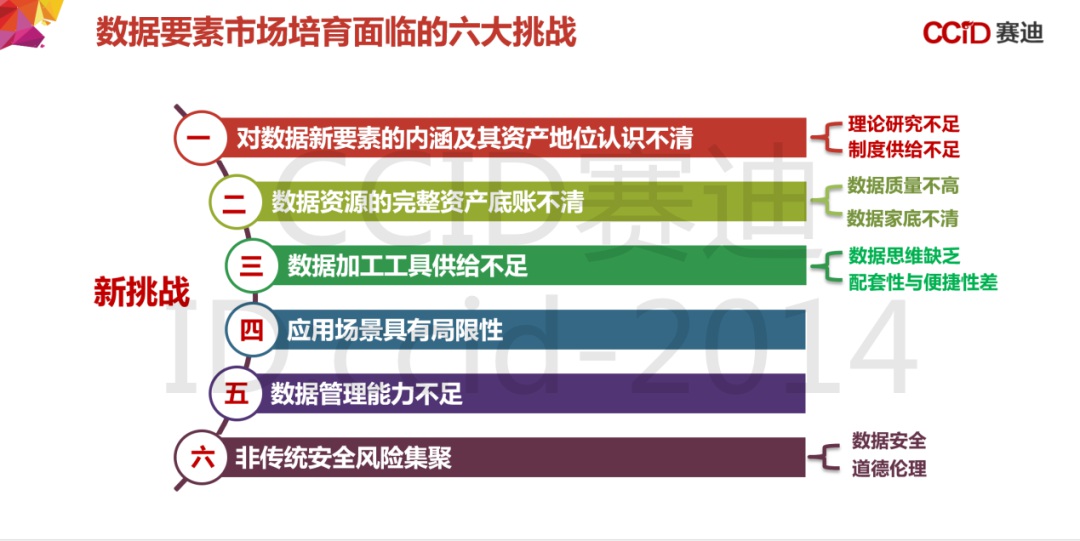 数据要素市场培育面临的六大挑战
CCID 赛迪
新挑战
一 对数据新要素的内涵及其资产地位认识不清
理论研究不足
制度供给不足
二 数据资源的完整资产底账不清
数据质量不高
数据家底不清
三 数据加工工具供给不足
数据思维缺乏
配套性与便捷性差
四 应用场景具有局限性
五 数据管理能力不足
六 非传统安全风险集聚
数据安全
道德伦理
CCID赛迪
ID ccid-2014